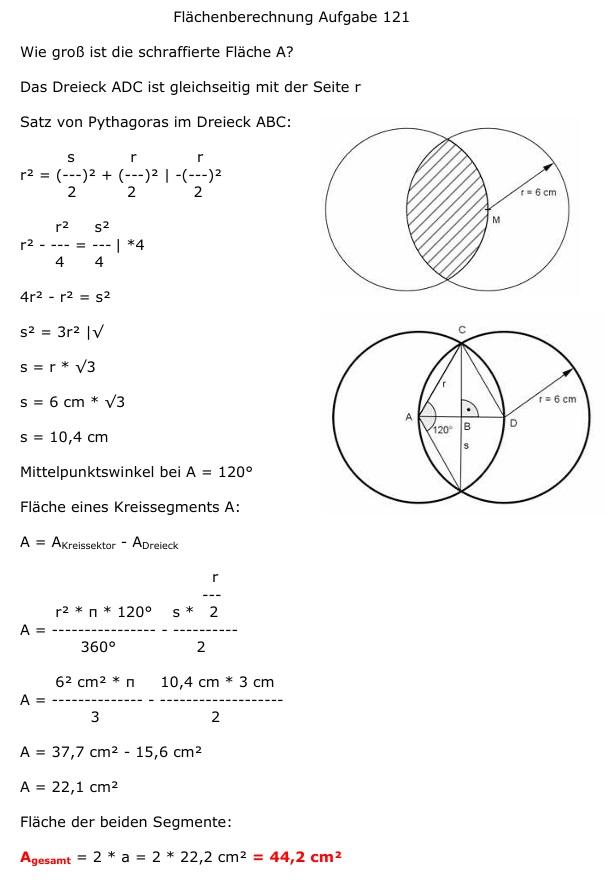 Flächenberechnung Aufgabe 121
Wie groß ist die schraffierte Fläche A?
Das Dreieck ADC ist gleichseitig mit der Seite r
Satz von Pythagoras im Dreieck ABC:
s r r
r² = (---)² + (---)² | -(---)²
2 2 2
r² s²
r² - --- = --- | *4
4 4
4r² - r² = s²
s² = 3r² |√
s = r * √3
s = 6 cm * √3
s = 10,4 cm
Mittelpunktswinkel bei A = 120°
Fläche eines Kreissegments A:
A = AKreissektor - ADreieck
r
---
r² * π * 120° s * 2
A = ---------------- - ----------
360° 2
6² cm² * π 10,4 cm * 3 cm
A = -------------- - -------------------
3 2
A = 37,7 cm² - 15,6 cm²
A = 22,1 cm²
Fläche der beiden Segmente:
Agesamt = 2 * a = 2 * 22,2 cm² = 44,2 cm²
r = 6 cm
M
C
r
r = 6 cm
A
B
D
120°
s